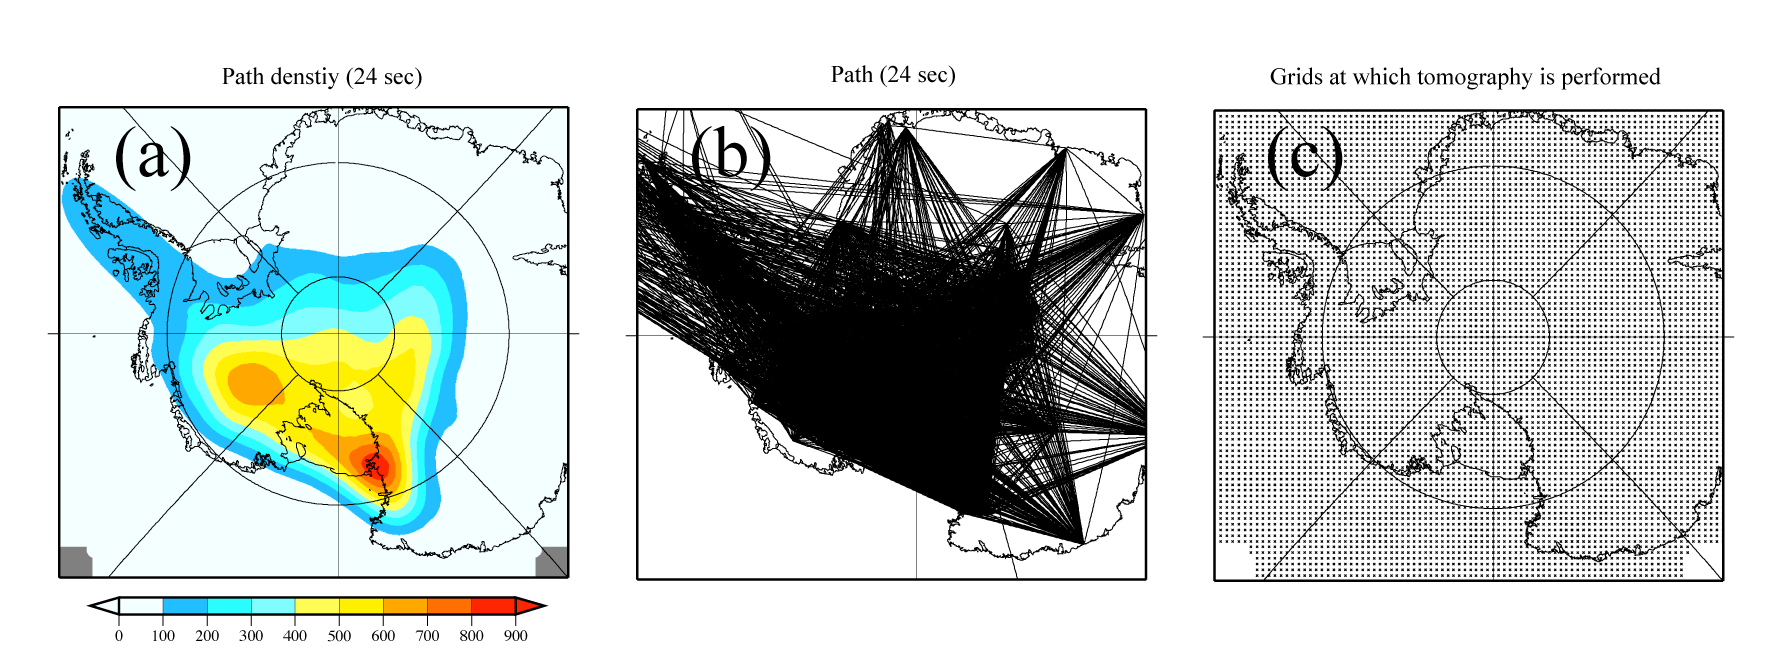 Path denstiy (24 sec)
Path (24 sec)
Grids at which tomography is performed
(a)
(b)
(c)
0 100 200 300 400 500 600 700 800 900